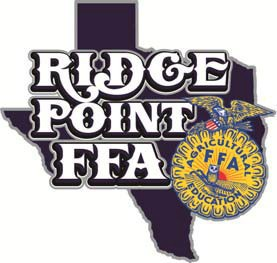 RIDGE
POINT
FFA
AGRICULTURAL
FFA
EDUCATION